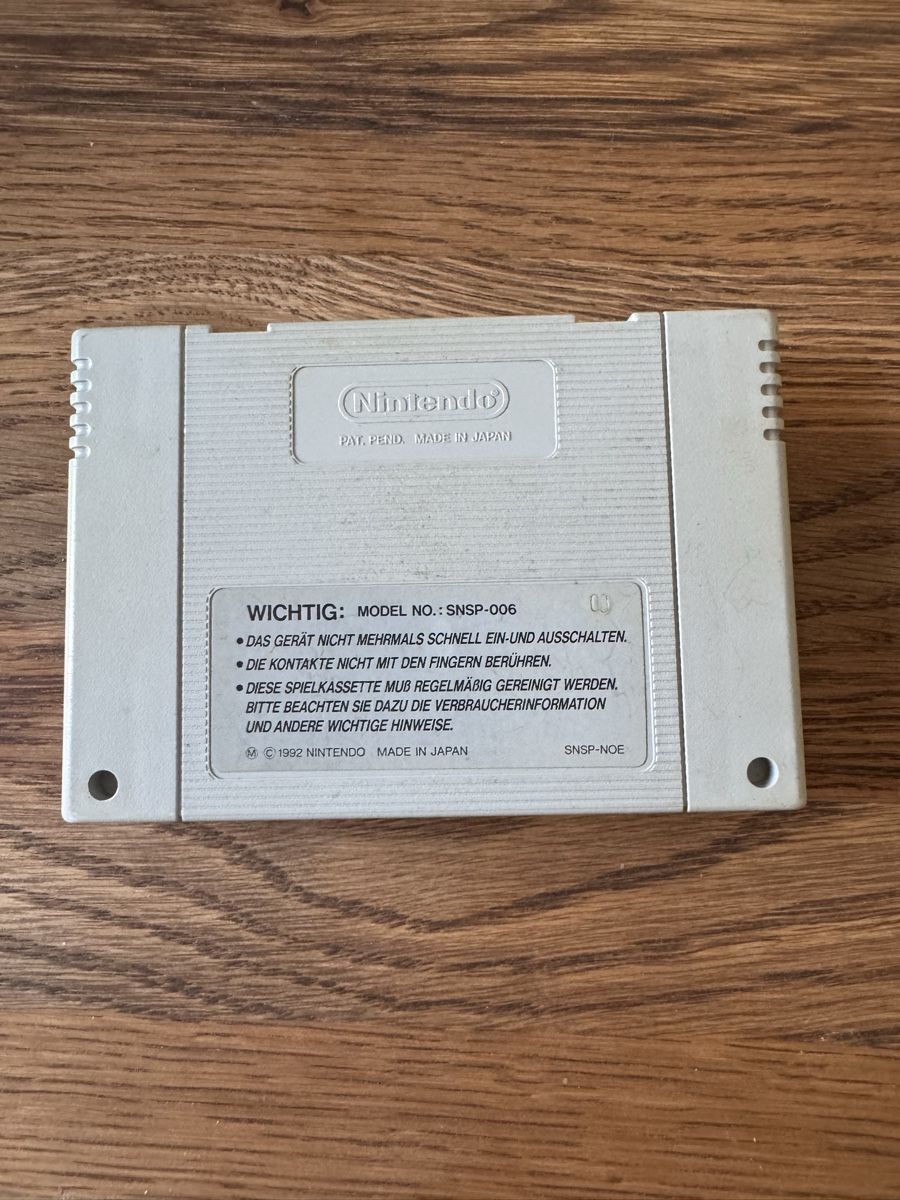 Nintendo®
PAT. PEND. MADE IN JAPAN
WICHTIG: MODEL NO.: SNSP-006
• DAS GERÄT NICHT MEHRMALS SCHNELL EIN-UND AUSSCHALTEN.
• DIE KONTAKTE NICHT MIT DEN FINGERN BERÜHREN.
• DIESE SPIELKASSETTE MUß REGELMÄßIG GEREINIGT WERDEN.
BITTE BEACHTEN SIE DAZU DIE VERBRAUCHERINFORMATION
UND ANDERE WICHTIGE HINWEISE.
Ⓜ © 1992 NINTENDO MADE IN JAPAN SNSP-NOE